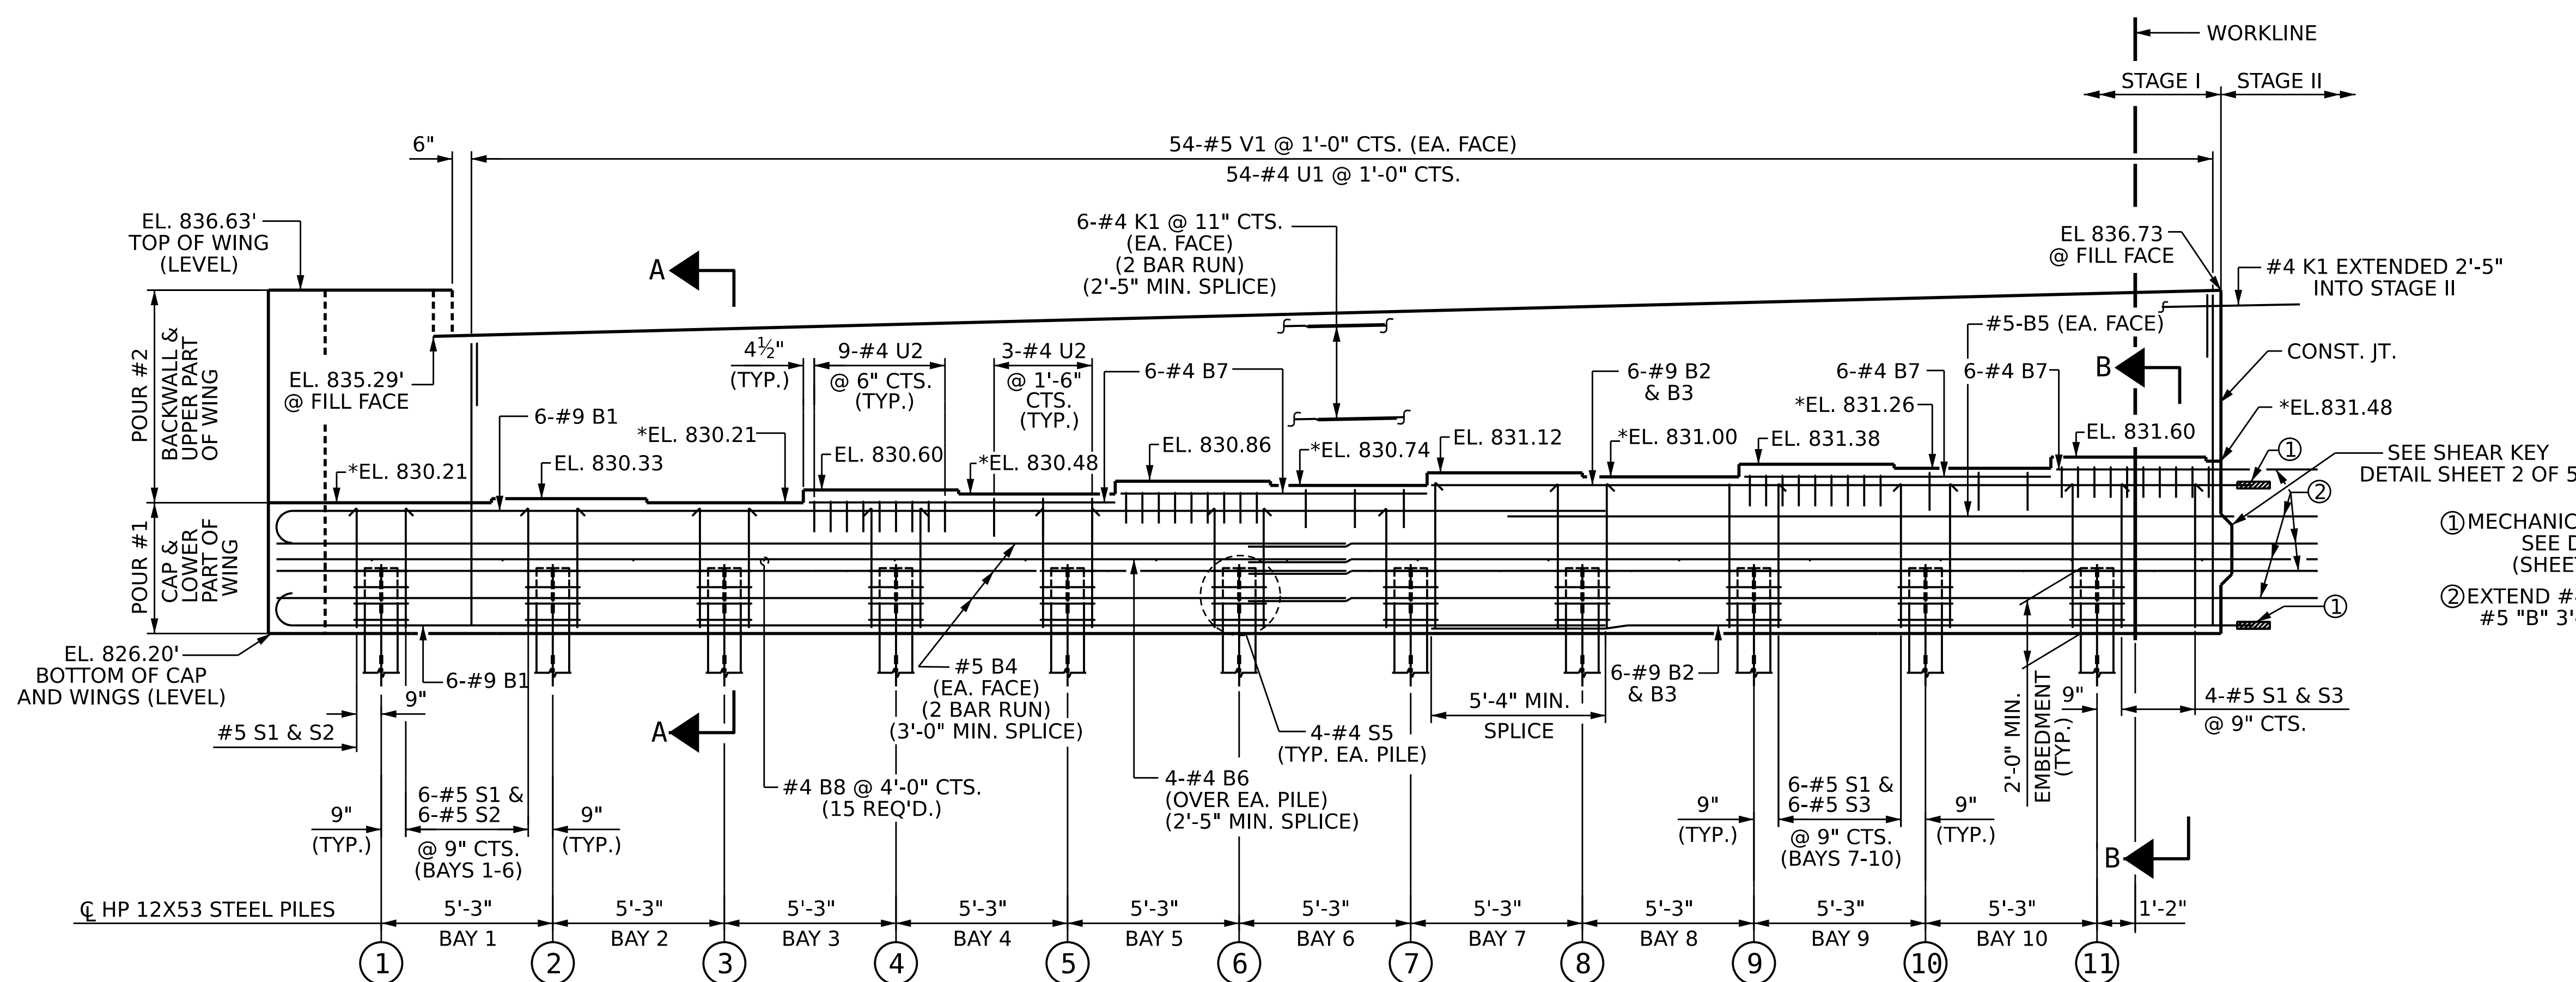 WORKLINE
STAGE I
STAGE II
6"
54-#5 V1 @ 1'-0" CTS. (EA. FACE)
54-#4 U1 @ 1'-0" CTS.
EL. 836.63'
TOP OF WING
(LEVEL)
A
6-#4 K1 @ 11" CTS.
(EA. FACE)
(2 BAR RUN)
(2'-5" MIN. SPLICE)
EL 836.73
@ FILL FACE
#4 K1 EXTENDED 2'-5"
INTO STAGE II
POUR #2
BACKWALL &
UPPER PART
OF WING
EL. 835.29'
@ FILL FACE
4½"
(TYP.)
9-#4 U2
@ 6" CTS.
(TYP.)
3-#4 U2
@ 1'-6"
CTS.
(TYP.)
6-#4 B7
6-#9 B2
& B3
#5-B5 (EA. FACE)
6-#4 B7
6-#4 B7
B
CONST. JT.
6-#9 B1
*EL. 830.21
*EL. 831.26
*EL.831.48
*EL. 830.21
EL. 830.33
EL. 830.60
*EL. 830.48
EL. 830.86
*EL. 830.74
EL. 831.12
*EL. 831.00
EL. 831.38
EL. 831.60
1
SEE SHEAR KEY
DETAIL SHEET 2 OF 5
2
POUR #1
CAP &
LOWER
PART OF
WING
1 MECHANIC
SEE D
(SHEET
2 EXTEND #4
#5 "B" 3'-
1
EL. 826.20'
BOTTOM OF CAP
AND WINGS (LEVEL)
6-#9 B1
9"
#5 S1 & S2
A
#5 B4
(EA. FACE)
(2 BAR RUN)
(3'-0" MIN. SPLICE)
4-#4 S5
(TYP. EA. PILE)
5'-4" MIN.
SPLICE
6-#9 B2
& B3
2'-0" MIN.
EMBEDMENT
(TYP.)
9"
4-#5 S1 & S3
@ 9" CTS.
#4 B8 @ 4'-0" CTS.
(15 REQ'D.)
4-#4 B6
(OVER EA. PILE)
(2'-5" MIN. SPLICE)
9"
(TYP.)
6-#5 S1 &
6-#5 S2
@ 9" CTS.
(BAYS 1-6)
9"
(TYP.)
9"
(TYP.)
6-#5 S1 &
6-#5 S3
@ 9" CTS.
(BAYS 7-10)
9"
(TYP.)
B
℄ HP 12X53 STEEL PILES
5'-3" 5'-3" 5'-3" 5'-3" 5'-3" 5'-3" 5'-3" 5'-3" 5'-3" 5'-3" 1'-2"
BAY 1 BAY 2 BAY 3 BAY 4 BAY 5 BAY 6 BAY 7 BAY 8 BAY 9 BAY 10
1 2 3 4 5 6 7 8 9 10 11